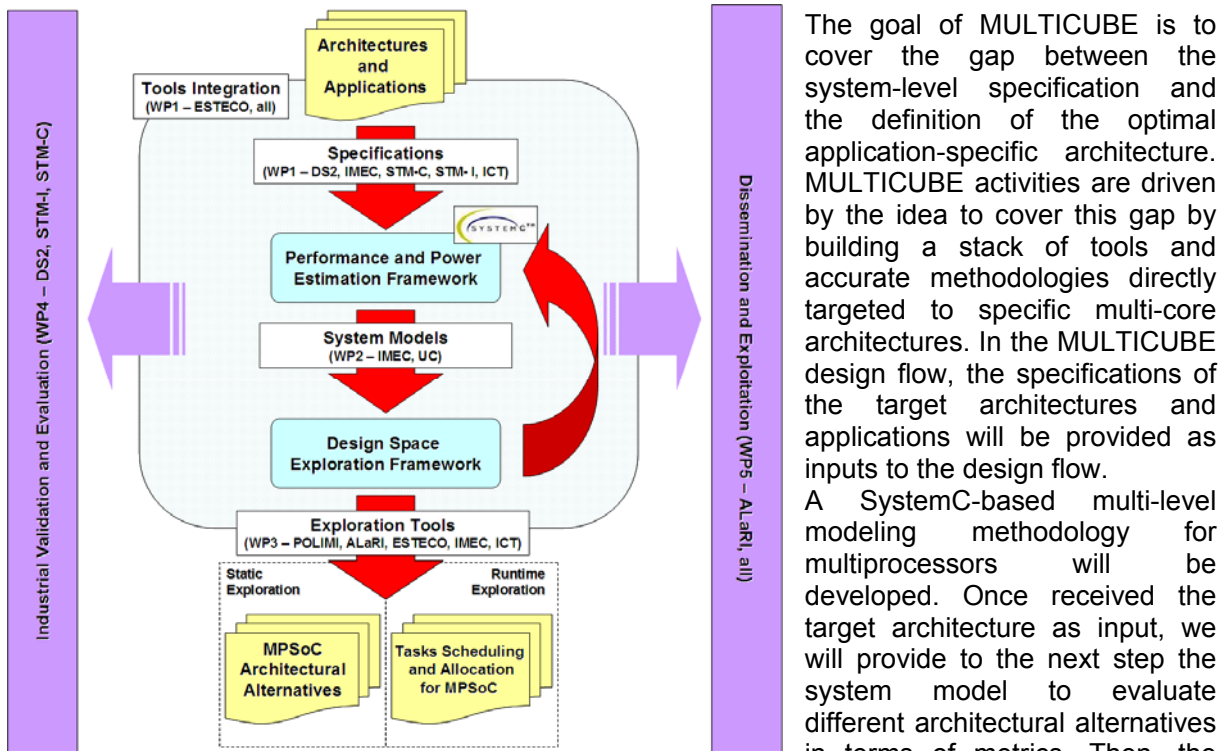 Industrial Validation and Evaluation (WP4 – DS2, STM-I, STM-C)
Architectures
and
Applications
Tools Integration
(WP1 – ESTECO, all)
Specifications
(WP1 – DS2, IMEC, STM-C, STM- I, ICT)
SYSTEM C™
Performance and Power
Estimation Framework
System Models
(WP2 – IMEC, UC)
Design Space
Exploration Framework
Exploration Tools
(WP3 – POLIMI, ALaRI, ESTECO, IMEC, ICT)
Static
Exploration
Runtime
Exploration
MPSoC
Architectural
Alternatives
Tasks Scheduling
and Allocation
for MPSoC
Dissemination and Exploitation (WP5 – ALaRI, all)
The goal of MULTICUBE is to
cover the gap between the
system-level specification and
the definition of the optimal
application-specific architecture.
MULTICUBE activities are driven
by the idea to cover this gap by
building a stack of tools and
accurate methodologies directly
targeted to specific multi-core
architectures. In the MULTICUBE
design flow, the specifications of
the target architectures and
applications will be provided as
inputs to the design flow.
A SystemC-based multi-level
modeling methodology for
multiprocessors will be
developed. Once received the
target architecture as input, we
will provide to the next step the
system model to evaluate
different architectural alternatives
in terms of metrics. Then, the